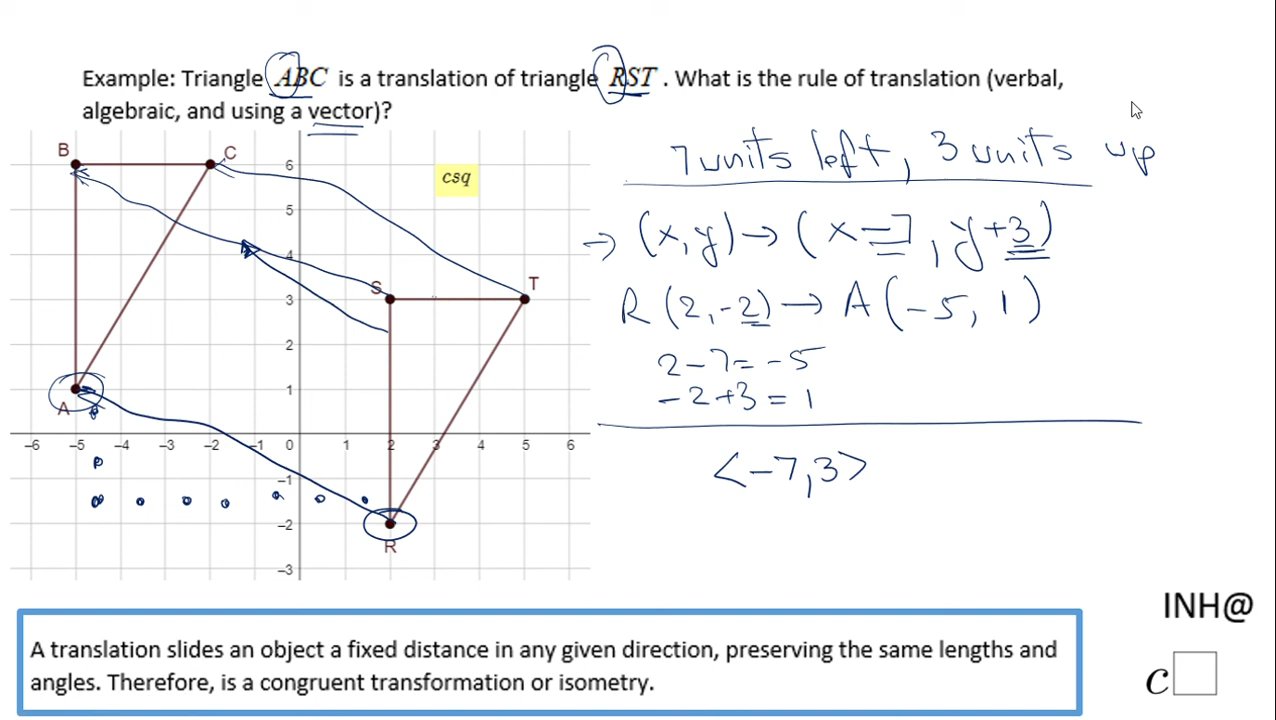 Example: Triangle ABC is a translation of triangle RST . What is the rule of translation (verbal,
algebraic, and using a vector)?
7 units left, 3 units up
→ (x,y) → (x-7, y+3)
R(2,-2) → A(-5, 1)
2-7=-5
-2+3=1
<-7,3>
csq
B
C
S
T
A
R
6
5
4
3
2
1
-6 -5 -4 -3 -2 -1 0 1 2 3 4 5 6
-1
-2
-3
A translation slides an object a fixed distance in any given direction, preserving the same lengths and
angles. Therefore, is a congruent transformation or isometry.
INH@
c